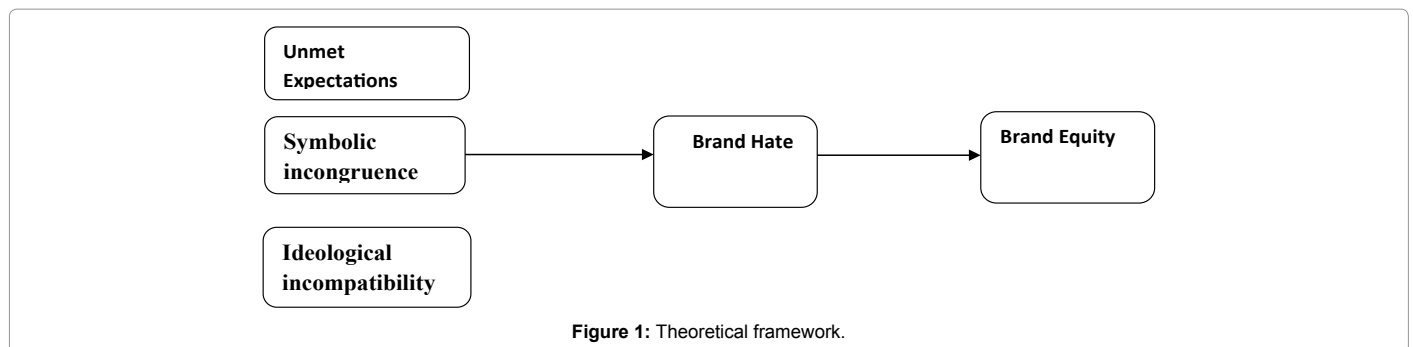 Unmet
Expectations
Symbolic
incongruence
Brand Hate
Brand Equity
Ideological
incompatibility
Figure 1: Theoretical framework.